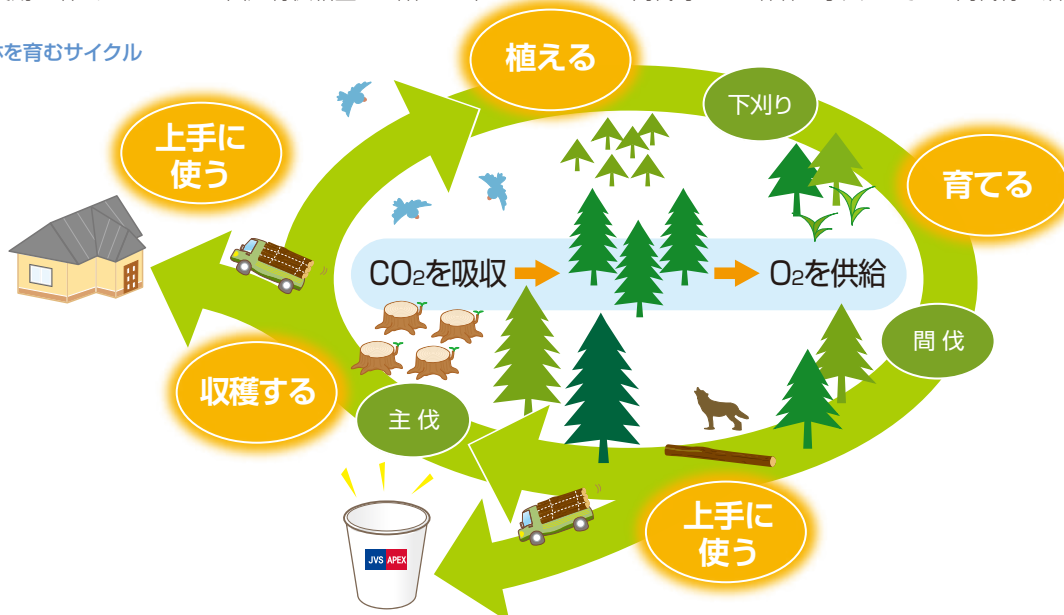 を育むサイクル
植える
下刈り
育てる
上手に
使う
CO₂を吸収
O₂を供給
間 伐
収穫する
主 伐
上手に
使う
JVS APEX